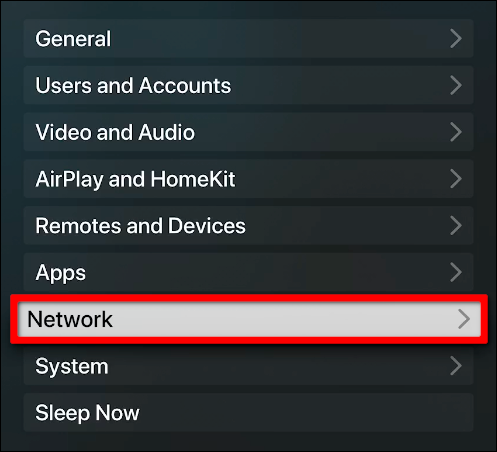 General
Users and Accounts
Video and Audio
AirPlay and HomeKit
Remotes and Devices
Apps
Network
System
Sleep Now